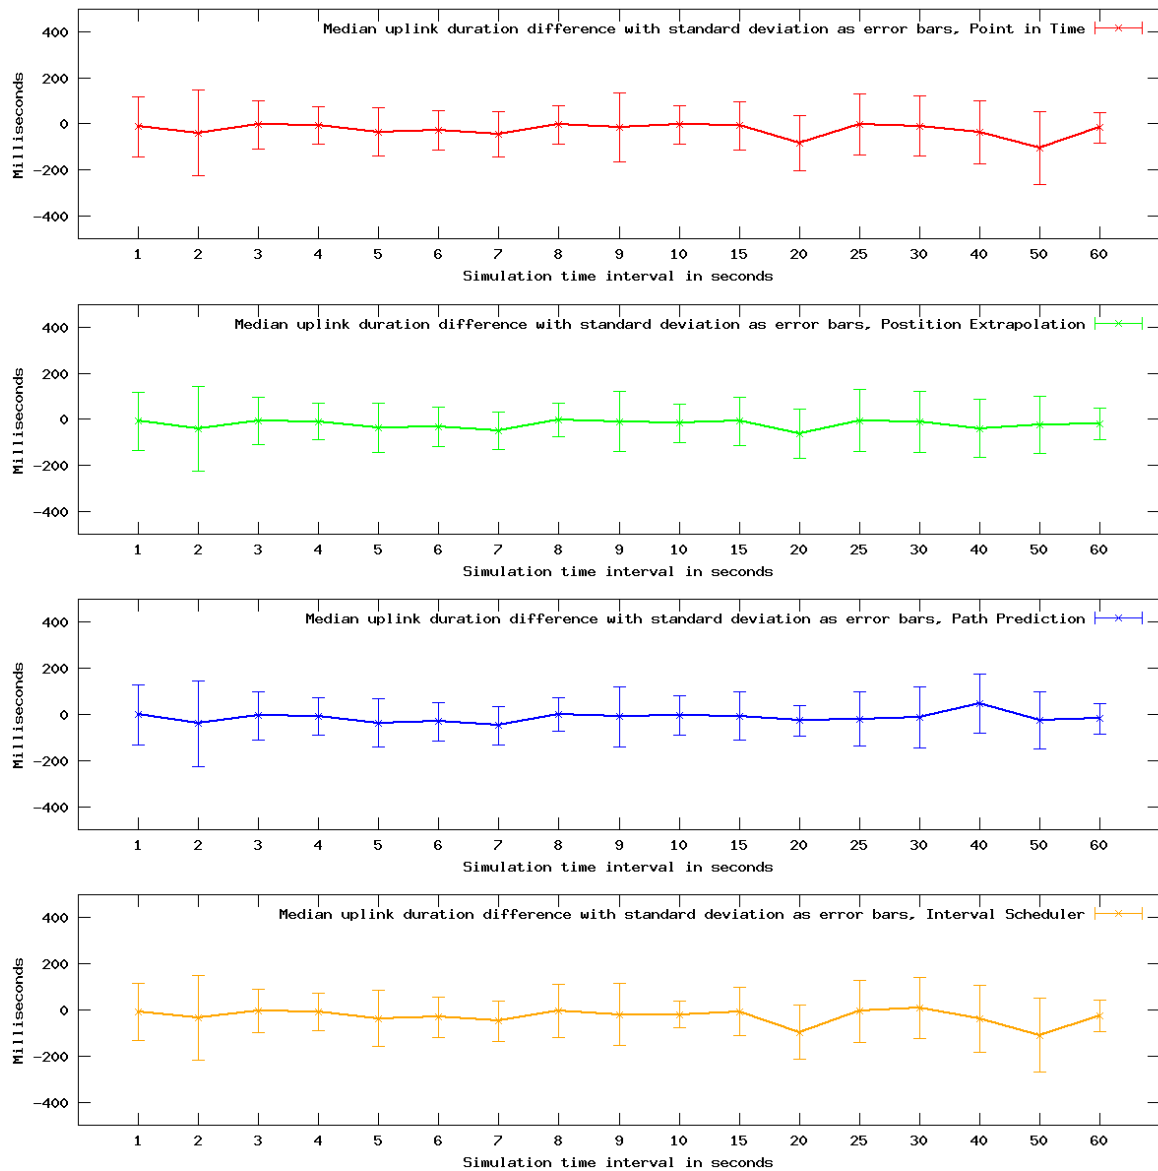 Median uplink duration difference with standard deviation as error bars, Point in Time
400
200
0
-200
-400
Milliseconds
1 2 3 4 5 6 7 8 9 10 15 20 25 30 40 50 60
Simulation time interval in seconds
Median uplink duration difference with standard deviation as error bars, Postition Extrapolation
400
200
0
-200
-400
Milliseconds
1 2 3 4 5 6 7 8 9 10 15 20 25 30 40 50 60
Simulation time interval in seconds
Median uplink duration difference with standard deviation as error bars, Path Prediction
400
200
0
-200
-400
Milliseconds
1 2 3 4 5 6 7 8 9 10 15 20 25 30 40 50 60
Simulation time interval in seconds
Median uplink duration difference with standard deviation as error bars, Interval Scheduler
400
200
0
-200
-400
Milliseconds
1 2 3 4 5 6 7 8 9 10 15 20 25 30 40 50 60
Simulation time interval in seconds